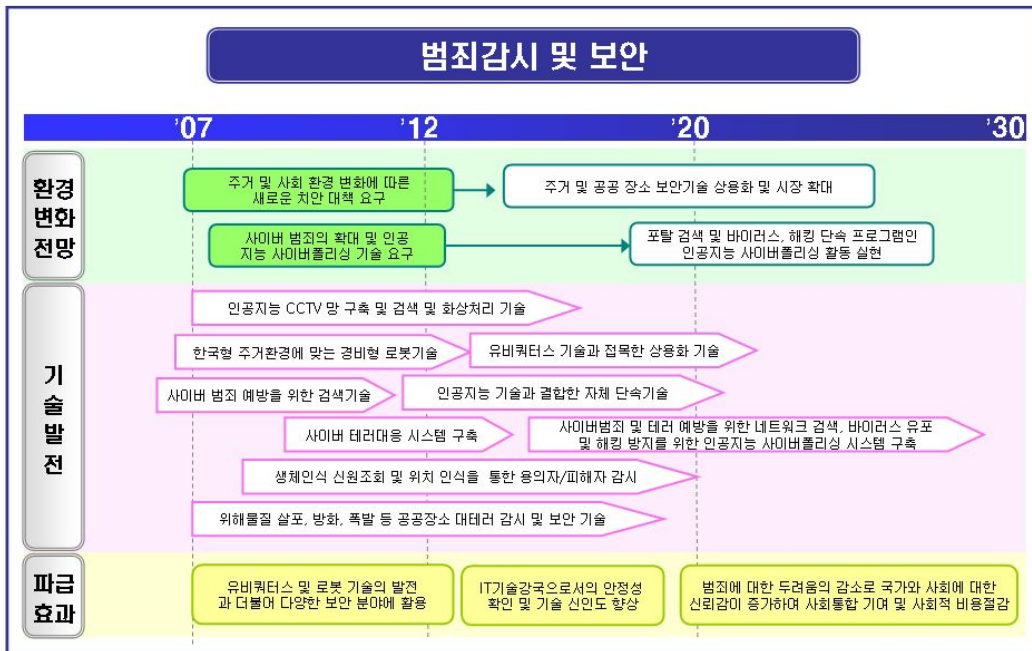 범죄감시 및 보안
’07 ’12 ’20 ’30
환경
변화
전망
주거 및 사회 환경 변화에 따른
새로운 치안 대책 요구
주거 및 공공 장소 보안기술 상용화 및 시장 확대
사이버 범죄의 확대 및 인공
지능 사이버폴리싱 기술 요구
포탈 검색 및 바이러스, 해킹 단속 프로그램인
인공지능 사이버폴리싱 활동 실현
기
술
발
전
인공지능 CCTV 망 구축 및 검색 및 화상처리 기술
한국형 주거환경에 맞는 경비형 로봇기술
유비쿼터스 기술과 접목한 상용화 기술
사이버 범죄 예방을 위한 검색기술
인공지능 기술과 결합한 자체 단속기술
사이버 테러대응 시스템 구축
사이버범죄 및 테러 예방을 위한 네트워크 검색, 바이러스 유포
및 해킹 방지를 위한 인공지능 사이버폴리싱 시스템 구축
생체인식 신원조회 및 위치 인식을 통한 용의자/피해자 감시
위해물질 살포, 방화, 폭발 등 공공장소 대테러 감시 및 보안 기술
파급
효과
유비쿼터스 및 로봇 기술의 발전
과 더불어 다양한 보안 분야에 활용
IT기술강국으로서의 안정성
확인 및 기술 신인도 향상
범죄에 대한 두려움의 감소로 국가와 사회에 대한
신뢰감이 증가하여 사회통합 기여 및 사회적 비용절감